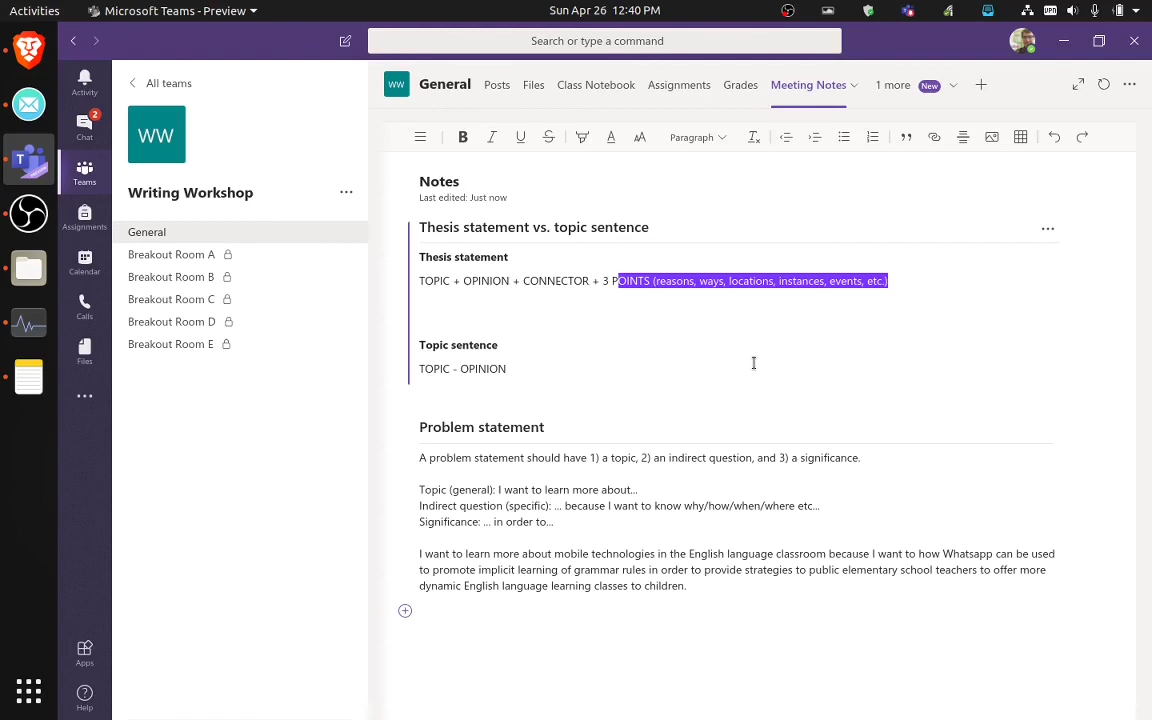 Activities
Microsoft Teams - Preview
Sun Apr 26 12:40 PM
Search or type a command
Activity
2
Chat
Teams
Assignments
Calendar
Calls
Files
Apps
Help
All teams
WW
Writing Workshop
General
Breakout Room A
Breakout Room B
Breakout Room C
Breakout Room D
Breakout Room E
WW
General
Posts
Files
Class Notebook
Assignments
Grades
Meeting Notes
1 more
New
Paragraph
Notes
Last edited: Just now
Thesis statement vs. topic sentence
Thesis statement
TOPIC + OPINION + CONNECTOR + 3 POINTS (reasons, ways, locations, instances, events, etc.)
Topic sentence
TOPIC - OPINION
Problem statement
A problem statement should have 1) a topic, 2) an indirect question, and 3) a significance.
Topic (general): I want to learn more about...
Indirect question (specific): ... because I want to know why/how/when/where etc...
Significance: ... in order to...
I want to learn more about mobile technologies in the English language classroom because I want to how Whatsapp can be used
to promote implicit learning of grammar rules in order to provide strategies to public elementary school teachers to offer more
dynamic English language learning classes to children.